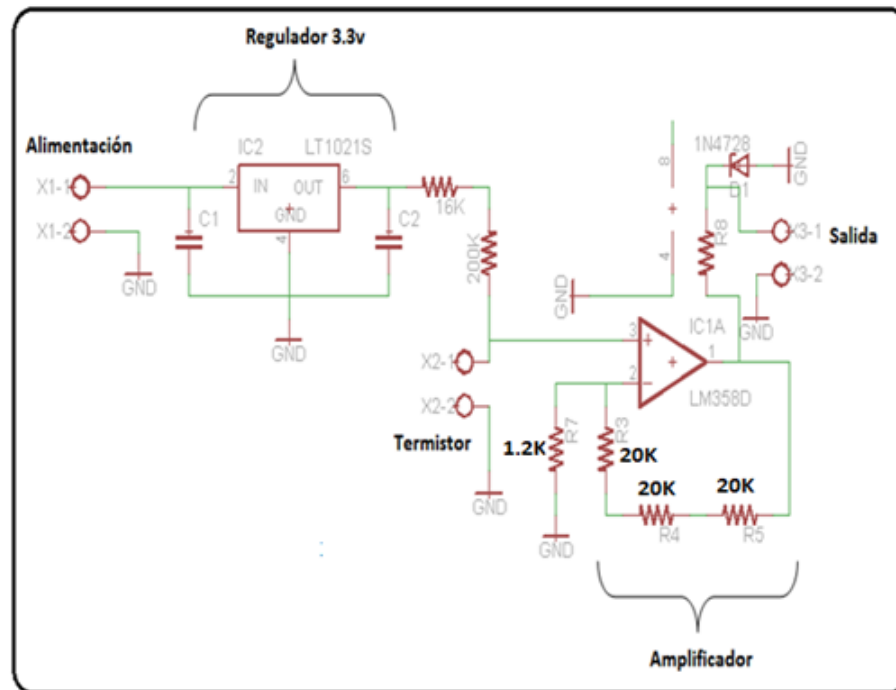 Regulador 3.3v
Alimentación
IC2 LT1021S
X1-1
2 IN OUT 6
GND
4
C1
C2
16K
X1-2
GND
GND
200K
8
4
GND
1N4728
D1
GND
R8
X3-1
Salida
X3-2
GND
IC1A
3
1
2
LM358D
X2-1
X2-2
Termistor
GND
1.2K
R7
R3
20K
20K
20K
R4
R5
GND
Amplificador